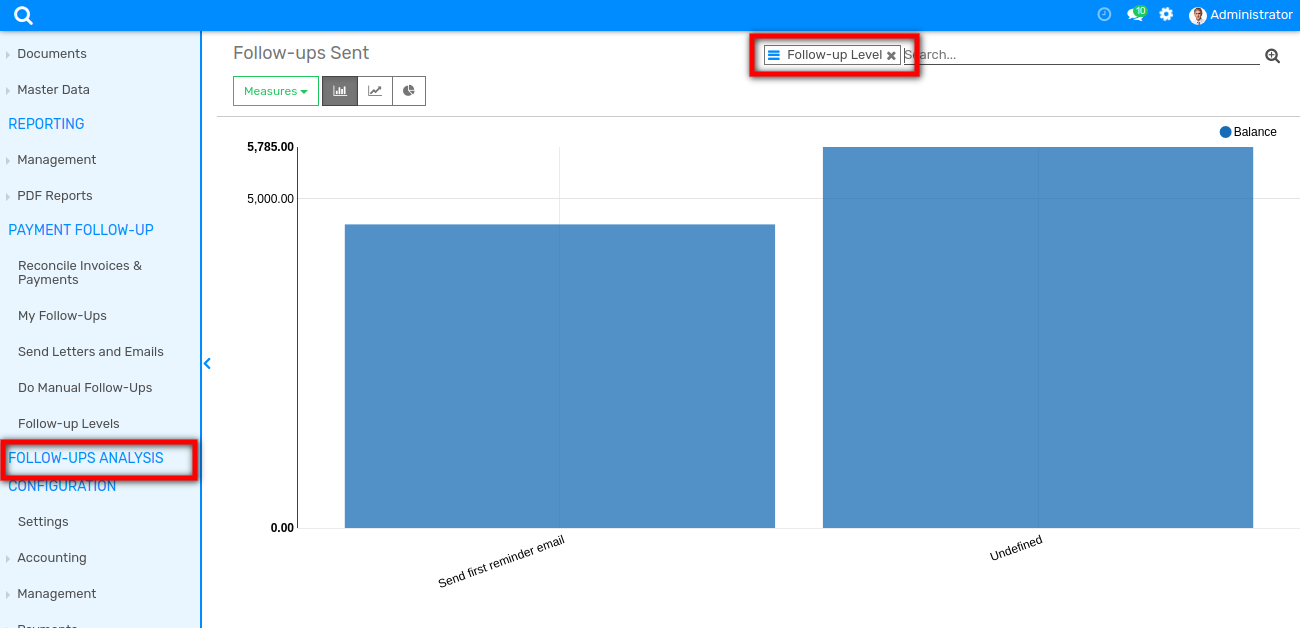 10
Administrator
Documents
Master Data
REPORTING
Management
PDF Reports
PAYMENT FOLLOW-UP
Reconcile Invoices &
Payments
My Follow-Ups
Send Letters and Emails
Do Manual Follow-Ups
Follow-up Levels
FOLLOW-UPS ANALYSIS
CONFIGURATION
Settings
Accounting
Management
Payments
Follow-ups Sent
Follow-up Level
Search...
Measures
Balance
5,785.00
5,000.00
0.00
Send first reminder email
Undefined